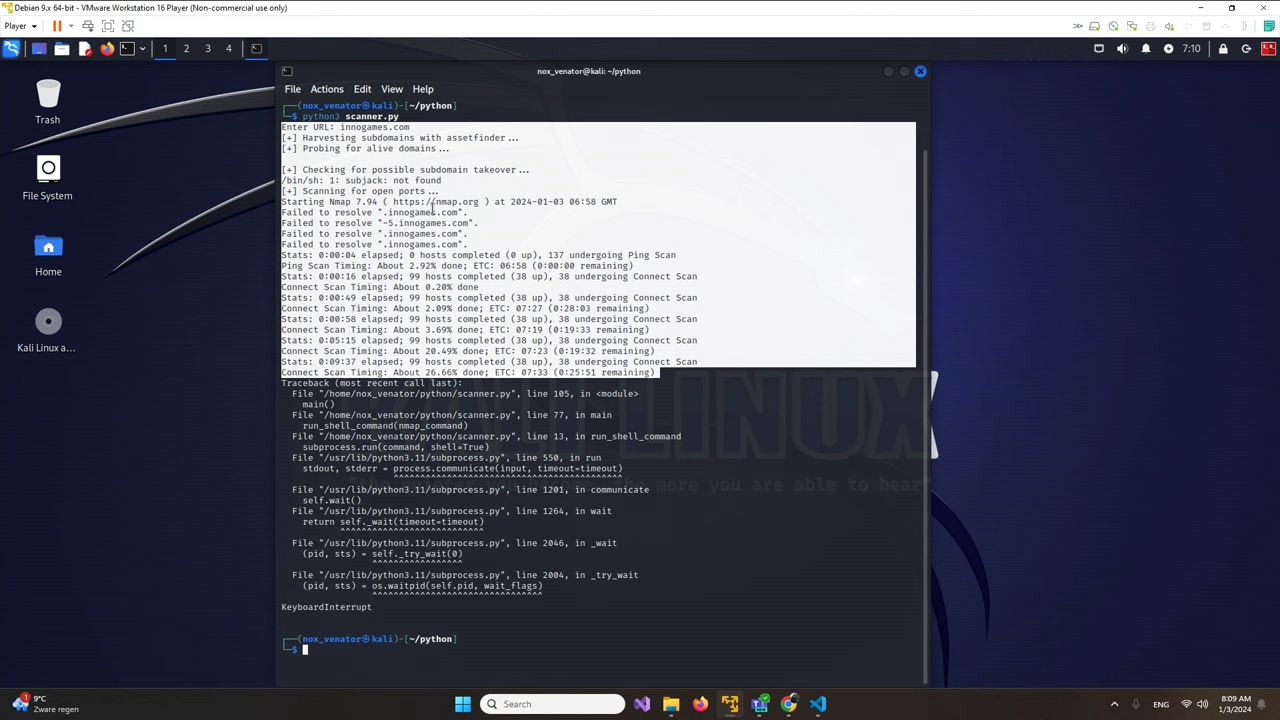 Debian 9.x 64-bit - VMware Workstation 16 Player (Non-commercial use only)
Player
1 2 3 4
7:10
nox_venator@kali: ~/python
File Actions Edit View Help
Trash
File System
Home
Kali Linux a...
┌──(nox_venator㉿kali)-[~/python]
└─$ python3 scanner.py
Enter URL: innogames.com
[+] Harvesting subdomains with assetfinder...
[+] Probing for alive domains...
[+] Checking for possible subdomain takeover...
/bin/sh: 1: subjack: not found
[+] Scanning for open ports...
Starting Nmap 7.94 ( https://nmap.org ) at 2024-01-03 06:58 GMT
Failed to resolve ".innogames.com".
Failed to resolve "-5.innogames.com".
Failed to resolve ".innogames.com".
Failed to resolve ".innogames.com".
Stats: 0:00:04 elapsed; 0 hosts completed (0 up), 137 undergoing Ping Scan
Ping Scan Timing: About 2.92% done; ETC: 06:58 (0:00:00 remaining)
Stats: 0:00:16 elapsed; 99 hosts completed (38 up), 38 undergoing Connect Scan
Connect Scan Timing: About 0.20% done
Stats: 0:00:49 elapsed; 99 hosts completed (38 up), 38 undergoing Connect Scan
Connect Scan Timing: About 2.09% done; ETC: 07:27 (0:28:03 remaining)
Stats: 0:00:58 elapsed; 99 hosts completed (38 up), 38 undergoing Connect Scan
Connect Scan Timing: About 3.69% done; ETC: 07:19 (0:19:33 remaining)
Stats: 0:05:15 elapsed; 99 hosts completed (38 up), 38 undergoing Connect Scan
Connect Scan Timing: About 20.49% done; ETC: 07:23 (0:19:32 remaining)
Stats: 0:09:37 elapsed; 99 hosts completed (38 up), 38 undergoing Connect Scan
Connect Scan Timing: About 26.66% done; ETC: 07:33 (0:25:51 remaining)
Traceback (most recent call last):
File "/home/nox_venator/python/scanner.py", line 105, in <module>
main()
File "/home/nox_venator/python/scanner.py", line 77, in main
run_shell_command(nmap_command)
File "/home/nox_venator/python/scanner.py", line 13, in run_shell_command
subprocess.run(command, shell=True)
File "/usr/lib/python3.11/subprocess.py", line 550, in run
stdout, stderr = process.communicate(input, timeout=timeout)
^^^^^^^^^^^^^^^^^^^^^^^^^^^^^^^^^^^^^^^^^^^
File "/usr/lib/python3.11/subprocess.py", line 1201, in communicate
self.wait()
File "/usr/lib/python3.11/subprocess.py", line 1264, in wait
return self._wait(timeout=timeout)
^^^^^^^^^^^^^^^^^^^^^^^^^^^
File "/usr/lib/python3.11/subprocess.py", line 2046, in _wait
(pid, sts) = self._try_wait(0)
^^^^^^^^^^^^^^^^^
File "/usr/lib/python3.11/subprocess.py", line 2004, in _try_wait
(pid, sts) = os.waitpid(self.pid, wait_flags)
^^^^^^^^^^^^^^^^^^^^^^^^^^^^^^^^
KeyboardInterrupt
┌──(nox_venator㉿kali)-[~/python]
└─$
more you are able to hear"
1
9°C
Zware regen
Search
ENG
8:09 AM
1/3/2024